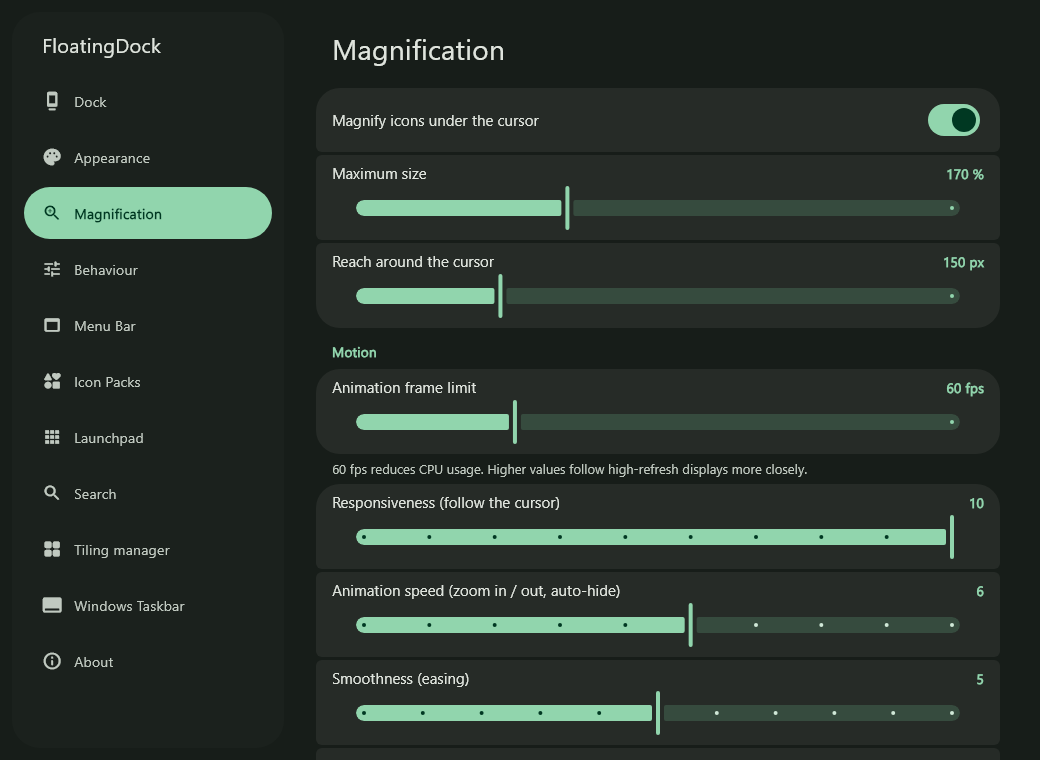 FloatingDock
Dock
Appearance
Magnification
Behaviour
Menu Bar
Icon Packs
Launchpad
Search
Tiling manager
Windows Taskbar
About
Magnification
Magnify icons under the cursor
Maximum size
170 %
Reach around the cursor
150 px
Motion
Animation frame limit
60 fps
60 fps reduces CPU usage. Higher values follow high-refresh displays more closely.
Responsiveness (follow the cursor)
10
Animation speed (zoom in / out, auto-hide)
6
Smoothness (easing)
5